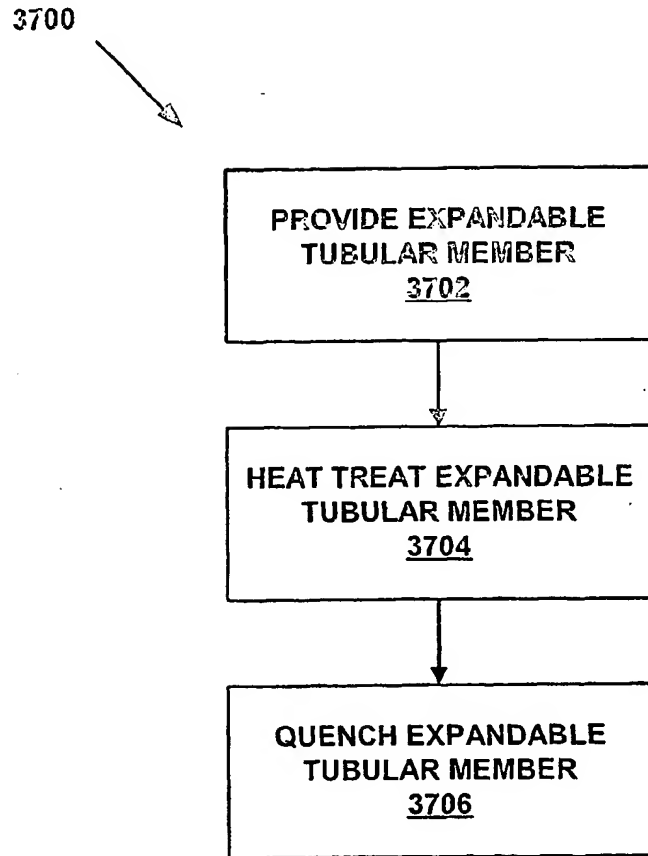 3700
PROVIDE EXPANDABLE
TUBULAR MEMBER
3702
HEAT TREAT EXPANDABLE
TUBULAR MEMBER
3704
QUENCH EXPANDABLE
TUBULAR MEMBER
3706